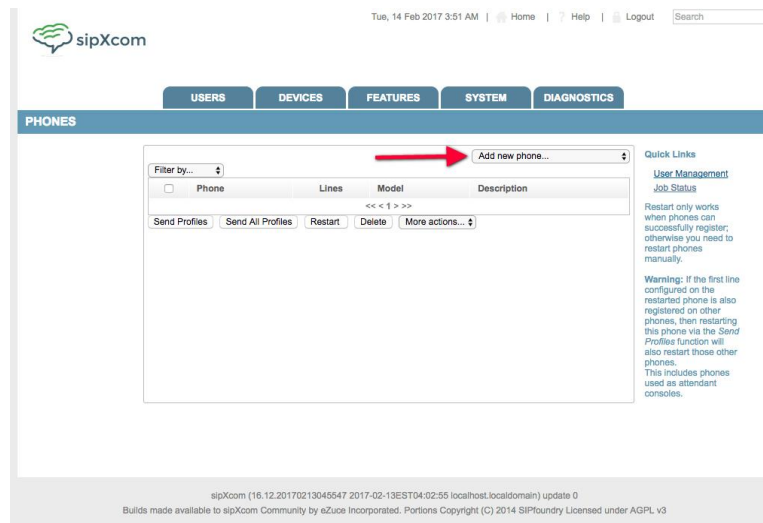 Tue, 14 Feb 2017 3:51 AM | Home | ? Help | Logout Search
sipXcom
USERS DEVICES FEATURES SYSTEM DIAGNOSTICS
PHONES
Add new phone...
Filter by...
Phone Lines Model Description
<< < 1 > >>
Send Profiles Send All Profiles Restart Delete More actions...
Quick Links
User Management
Job Status
Restart only works
when phones can
successfully register;
otherwise you need to
restart phones
manually.
Warning: If the first line
configured on the
restarted phone is also
registered on other
phones, then restarting
this phone via the Send
Profiles function will
also restart those other
phones.
This includes phones
used as attendant
consoles.
sipXcom (16.12.20170213045547 2017-02-13EST04:02:55 localhost.localdomain) update 0
Builds made available to sipXcom Community by eZuce Incorporated. Portions Copyright (C) 2014 SIPfoundry Licensed under AGPL v3